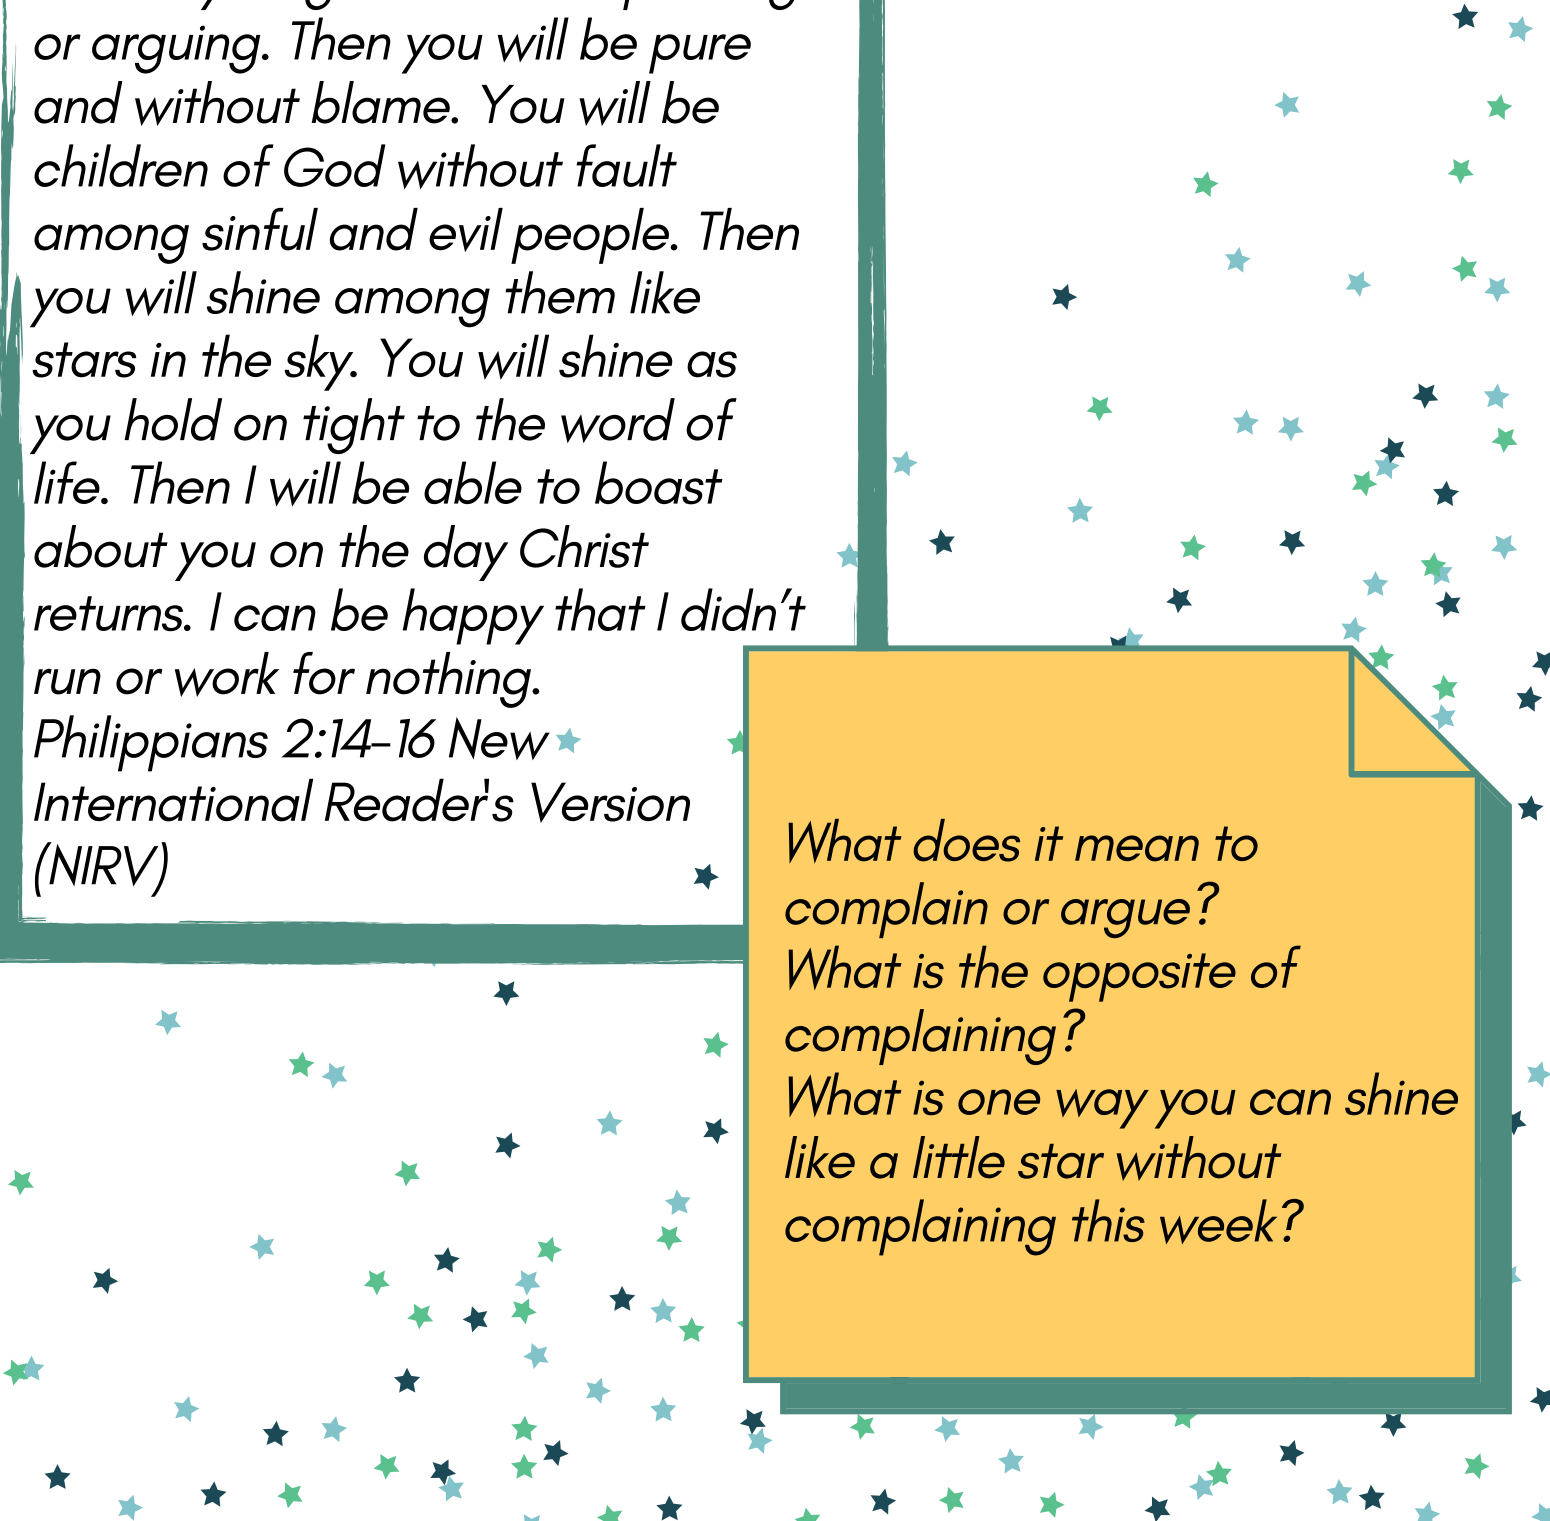 or arguing. Then you will be pure
and without blame. You will be
children of God without fault
among sinful and evil people. Then
you will shine among them like
stars in the sky. You will shine as
you hold on tight to the word of
life. Then I will be able to boast
about you on the day Christ
returns. I can be happy that I didn’t
run or work for nothing.
Philippians 2:14-16 New
International Reader's Version
(NIRV)
What does it mean to
complain or argue?
What is the opposite of
complaining?
What is one way you can shine
like a little star without
complaining this week?